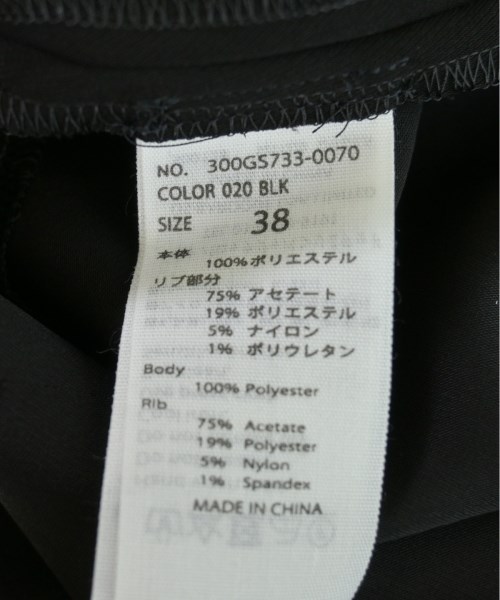 NO. 300GS733-0070
COLOR 020 BLK
SIZE 38
本体 100%ポリエステル
リブ部分
75% アセテート
19% ポリエステル
5% ナイロン
1% ポリウレタン
Body
100% Polyester
Rib
75% Acetate
19% Polyester
5% Nylon
1% Spandex
MADE IN CHINA